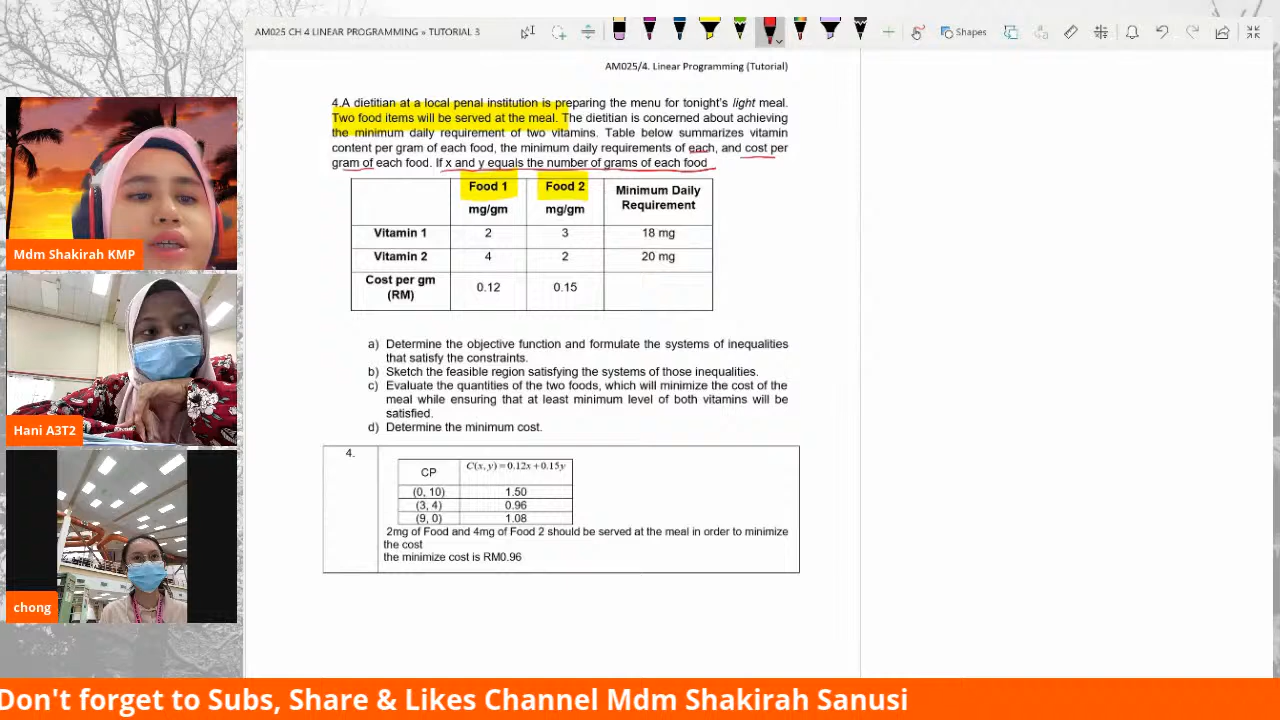 AM025 CH 4 LINEAR PROGRAMMING » TUTORIAL 3
Shapes
AM025/4. Linear Programming (Tutorial)
4.A dietitian at a local penal institution is preparing the menu for tonight's light meal.
Two food items will be served at the meal. The dietitian is concerned about achieving
the minimum daily requirement of two vitamins. Table below summarizes vitamin
content per gram of each food, the minimum daily requirements of each, and cost per
gram of each food. If x and y equals the number of grams of each food
Food 1 Food 2 Minimum Daily
mg/gm mg/gm Requirement
Vitamin 1 2 3 18 mg
Vitamin 2 4 2 20 mg
Cost per gm
(RM) 0.12 0.15
a) Determine the objective function and formulate the systems of inequalities
that satisfy the constraints.
b) Sketch the feasible region satisfying the systems of those inequalities.
c) Evaluate the quantities of the two foods, which will minimize the cost of the
meal while ensuring that at least minimum level of both vitamins will be
satisfied.
d) Determine the minimum cost.
4.
CP C(x, y) = 0.12x + 0.15y
(0, 10) 1.50
(3, 4) 0.96
(9, 0) 1.08
2mg of Food and 4mg of Food 2 should be served at the meal in order to minimize
the cost
the minimize cost is RM0.96
Mdm Shakirah KMP
Hani A3T2
chong
Don't forget to Subs, Share & Likes Channel Mdm Shakirah Sanusi